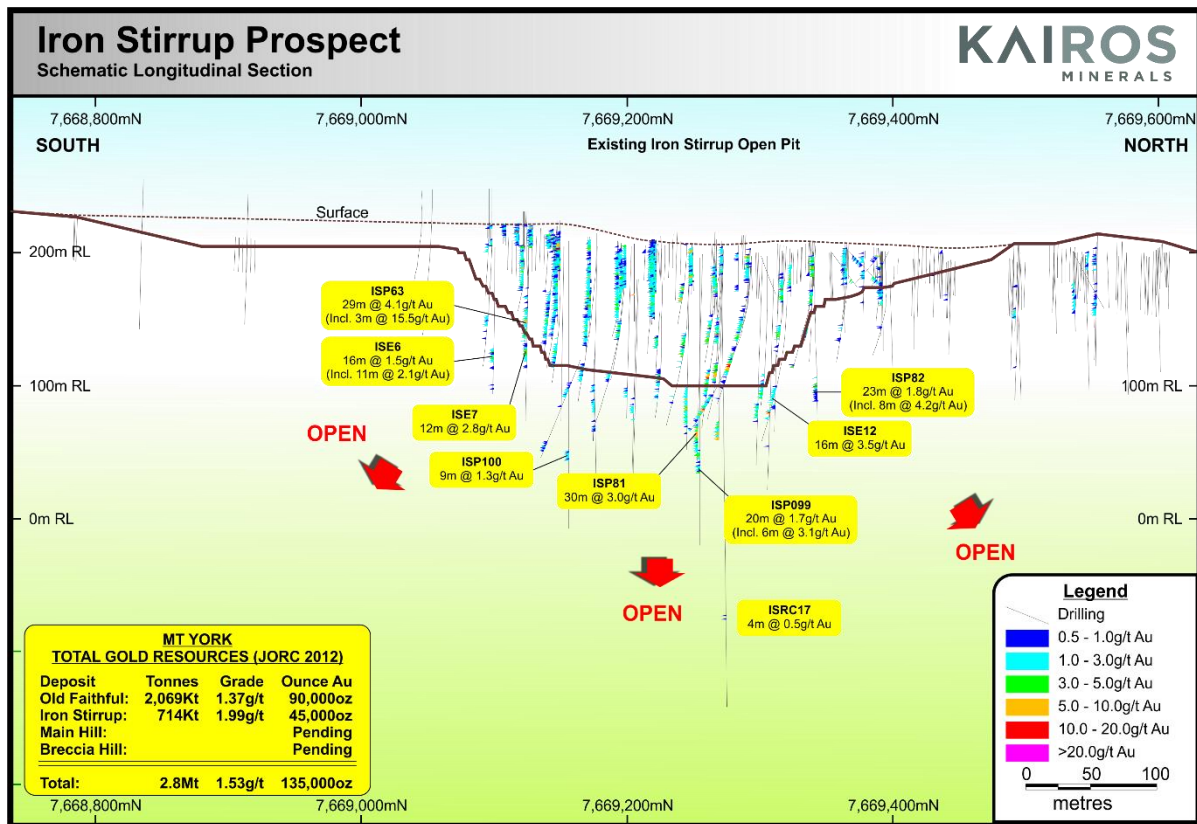 Iron Stirrup Prospect
Schematic Longitudinal Section
KAIROS
MINERALS
7,668,800mN 7,669,000mN 7,669,200mN 7,669,400mN 7,669,600mN
SOUTH Existing Iron Stirrup Open Pit NORTH
Surface
200m RL 200m RL
ISP63
29m @ 4.1g/t Au
(Incl. 3m @ 15.5g/t Au)
ISE6
16m @ 1.5g/t Au
(Incl. 11m @ 2.1g/t Au)
100m RL 100m RL
ISP82
23m @ 1.8g/t Au
(Incl. 8m @ 4.2g/t Au)
ISE7
12m @ 2.8g/t Au
ISE12
16m @ 3.5g/t Au
OPEN
ISP100
9m @ 1.3g/t Au
ISP81
30m @ 3.0g/t Au
ISP099
20m @ 1.7g/t Au
(Incl. 6m @ 3.1g/t Au)
0m RL 0m RL
OPEN
OPEN
ISRC17
4m @ 0.5g/t Au
MT YORK
TOTAL GOLD RESOURCES (JORC 2012)
Deposit Tonnes Grade Ounce Au
Old Faithful: 2,069Kt 1.37g/t 90,000oz
Iron Stirrup: 714Kt 1.99g/t 45,000oz
Main Hill: Pending
Breccia Hill: Pending
Total: 2.8Mt 1.53g/t 135,000oz
Legend
Drilling
0.5 - 1.0g/t Au
1.0 - 3.0g/t Au
3.0 - 5.0g/t Au
5.0 - 10.0g/t Au
10.0 - 20.0g/t Au
>20.0g/t Au
0 50 100
metres
7,668,800mN 7,669,000mN 7,669,200mN 7,669,400mN